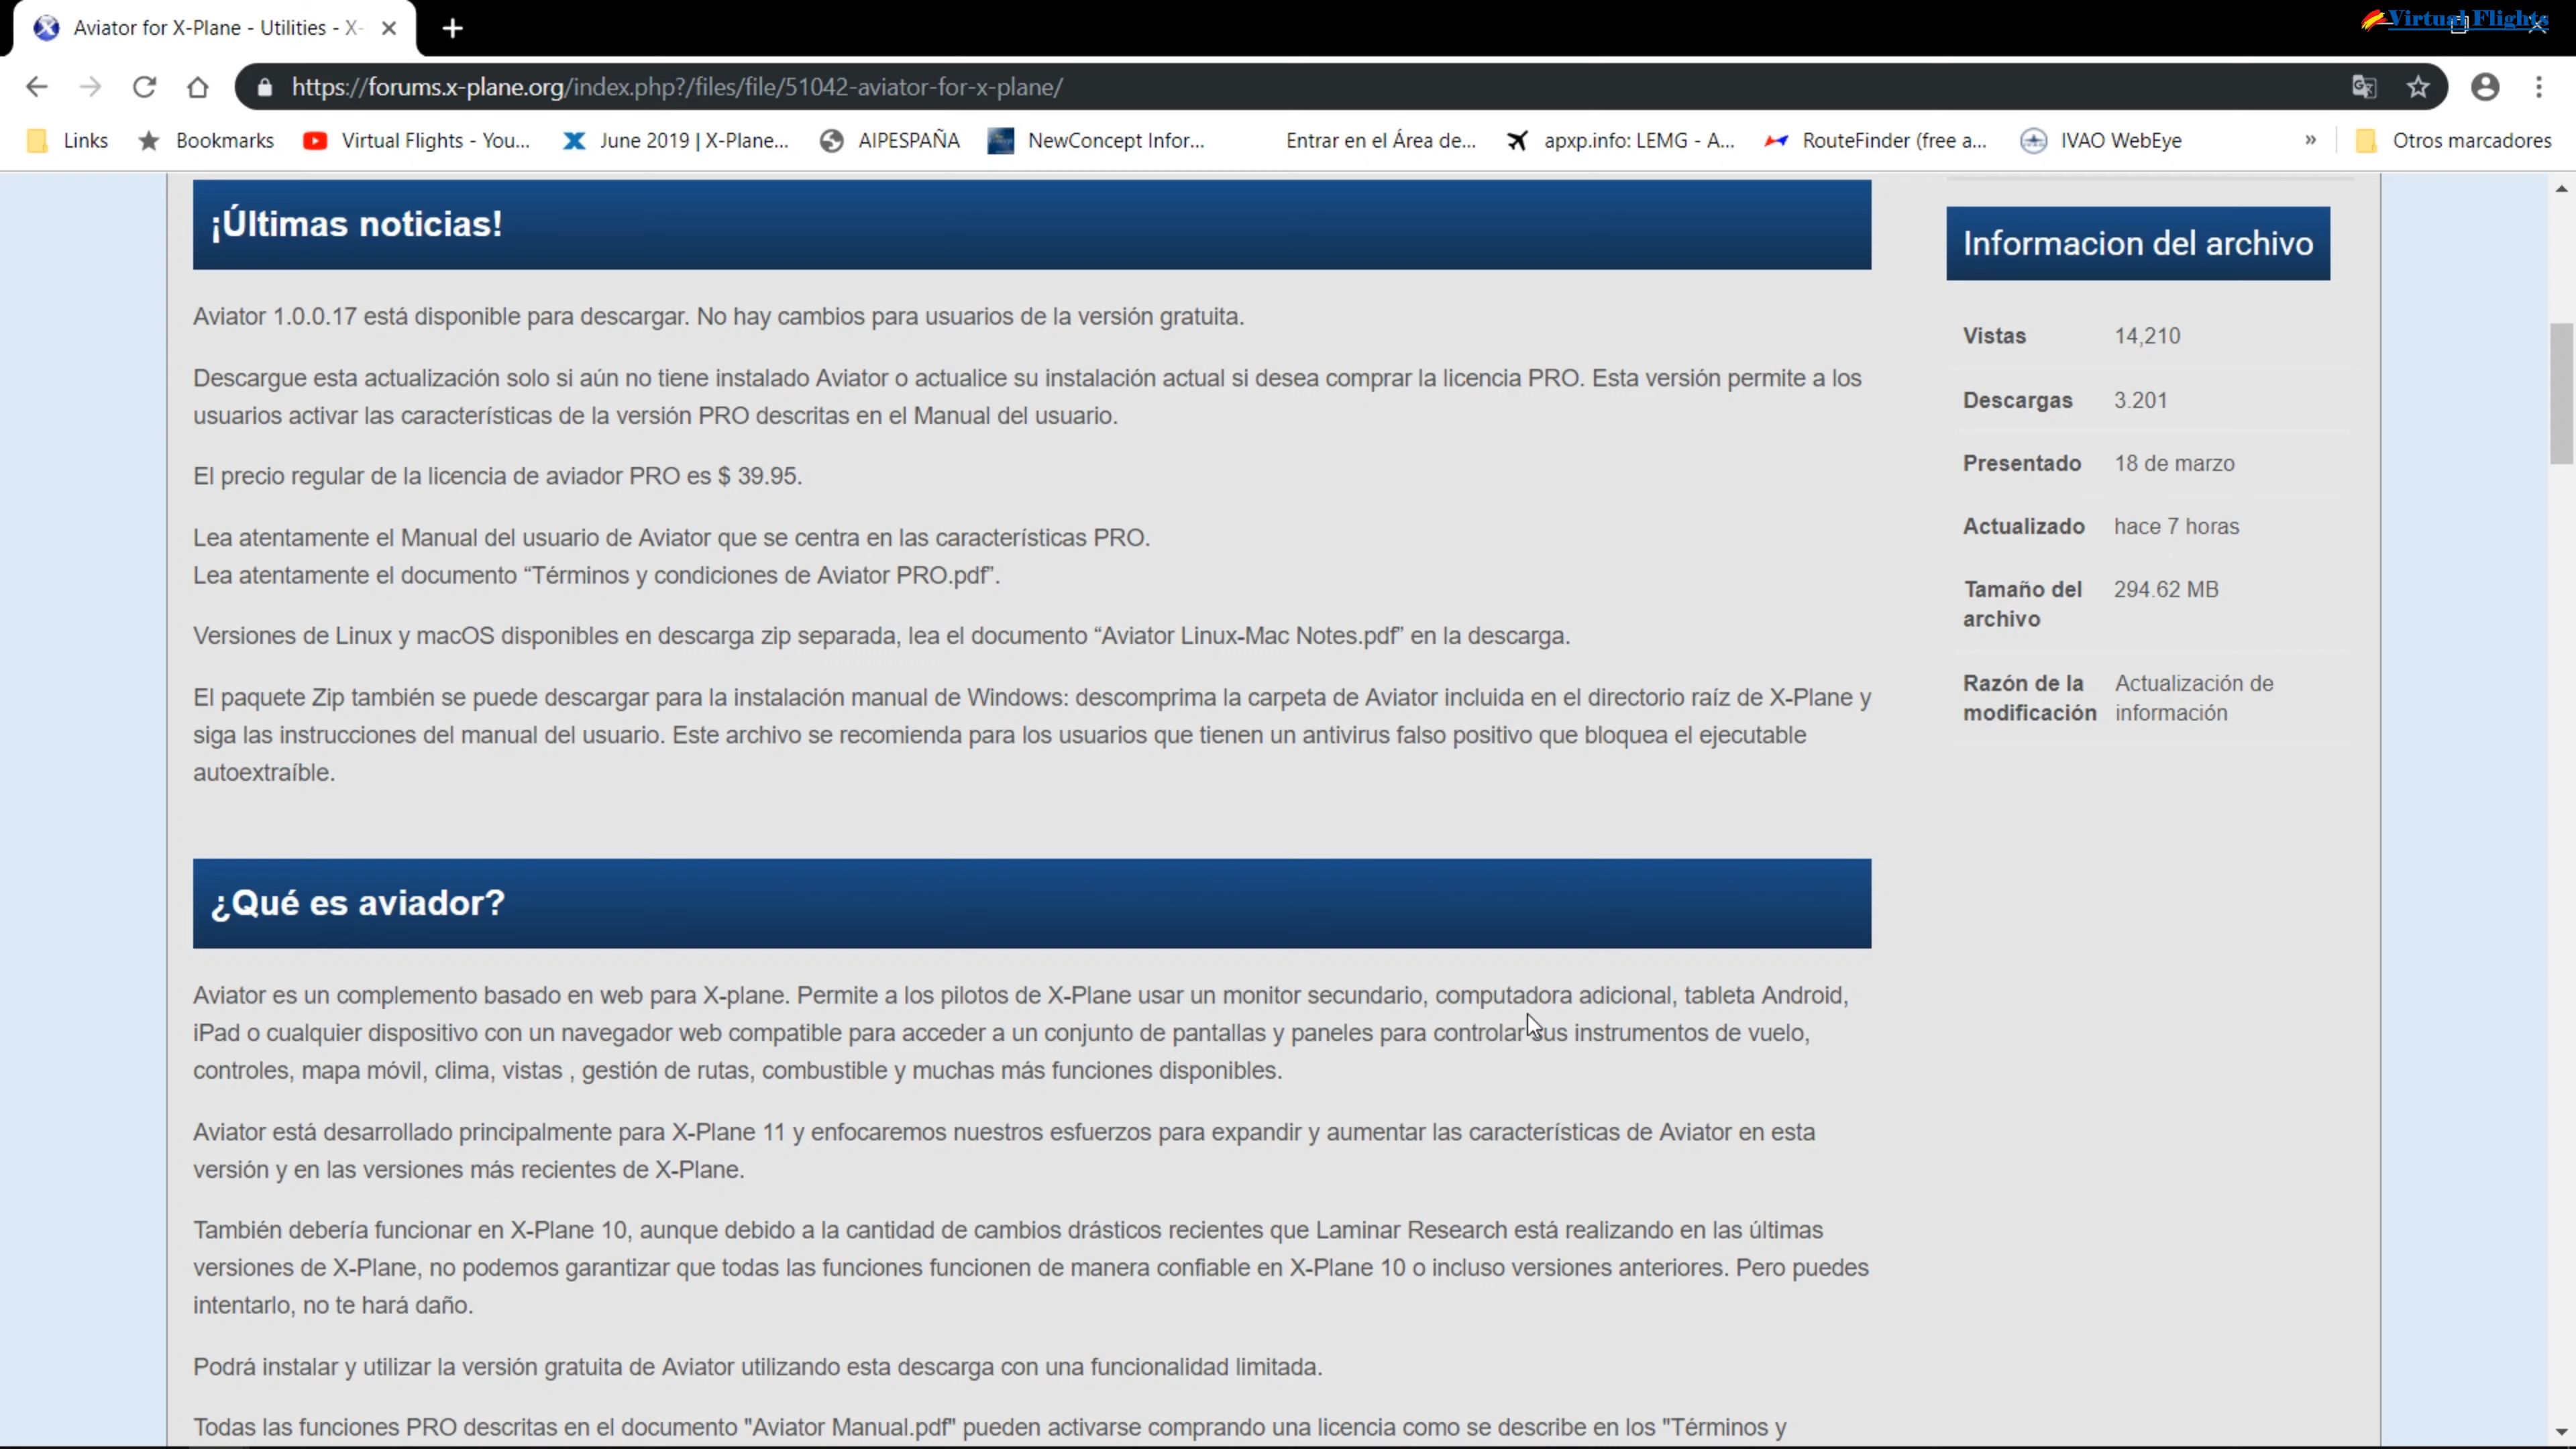 Aviator for X-Plane - Utilities - X-
Virtual Flights
https://forums.x-plane.org/index.php?/files/file/51042-aviator-for-x-plane/
Links
Bookmarks
Virtual Flights - You...
June 2019 | X-Plane...
AIPESPAÑA
NewConcept Infor...
Entrar en el Área de...
apxp.info: LEMG - A...
RouteFinder (free a...
IVAO WebEye
»
Otros marcadores
¡Últimas noticias!
Aviator 1.0.0.17 está disponible para descargar. No hay cambios para usuarios de la versión gratuita.
Descargue esta actualización solo si aún no tiene instalado Aviator o actualice su instalación actual si desea comprar la licencia PRO. Esta versión permite a los
usuarios activar las características de la versión PRO descritas en el Manual del usuario.
El precio regular de la licencia de aviador PRO es $ 39.95.
Lea atentamente el Manual del usuario de Aviator que se centra en las características PRO.
Lea atentamente el documento “Términos y condiciones de Aviator PRO.pdf”.
Versiones de Linux y macOS disponibles en descarga zip separada, lea el documento “Aviator Linux-Mac Notes.pdf” en la descarga.
El paquete Zip también se puede descargar para la instalación manual de Windows: descomprima la carpeta de Aviator incluida en el directorio raíz de X-Plane y
siga las instrucciones del manual del usuario. Este archivo se recomienda para los usuarios que tienen un antivirus falso positivo que bloquea el ejecutable
autoextraíble.
¿Qué es aviador?
Aviator es un complemento basado en web para X-plane. Permite a los pilotos de X-Plane usar un monitor secundario, computadora adicional, tableta Android,
iPad o cualquier dispositivo con un navegador web compatible para acceder a un conjunto de pantallas y paneles para controlar sus instrumentos de vuelo,
controles, mapa móvil, clima, vistas , gestión de rutas, combustible y muchas más funciones disponibles.
Aviator está desarrollado principalmente para X-Plane 11 y enfocaremos nuestros esfuerzos para expandir y aumentar las características de Aviator en esta
versión y en las versiones más recientes de X-Plane.
También debería funcionar en X-Plane 10, aunque debido a la cantidad de cambios drásticos recientes que Laminar Research está realizando en las últimas
versiones de X-Plane, no podemos garantizar que todas las funciones funcionen de manera confiable en X-Plane 10 o incluso versiones anteriores. Pero puedes
intentarlo, no te hará daño.
Podrá instalar y utilizar la versión gratuita de Aviator utilizando esta descarga con una funcionalidad limitada.
Todas las funciones PRO descritas en el documento "Aviator Manual.pdf" pueden activarse comprando una licencia como se describe en los "Términos y
Informacion del archivo
Vistas 14,210
Descargas 3.201
Presentado 18 de marzo
Actualizado hace 7 horas
Tamaño del 294.62 MB
archivo
Razón de la Actualización de
modificación información